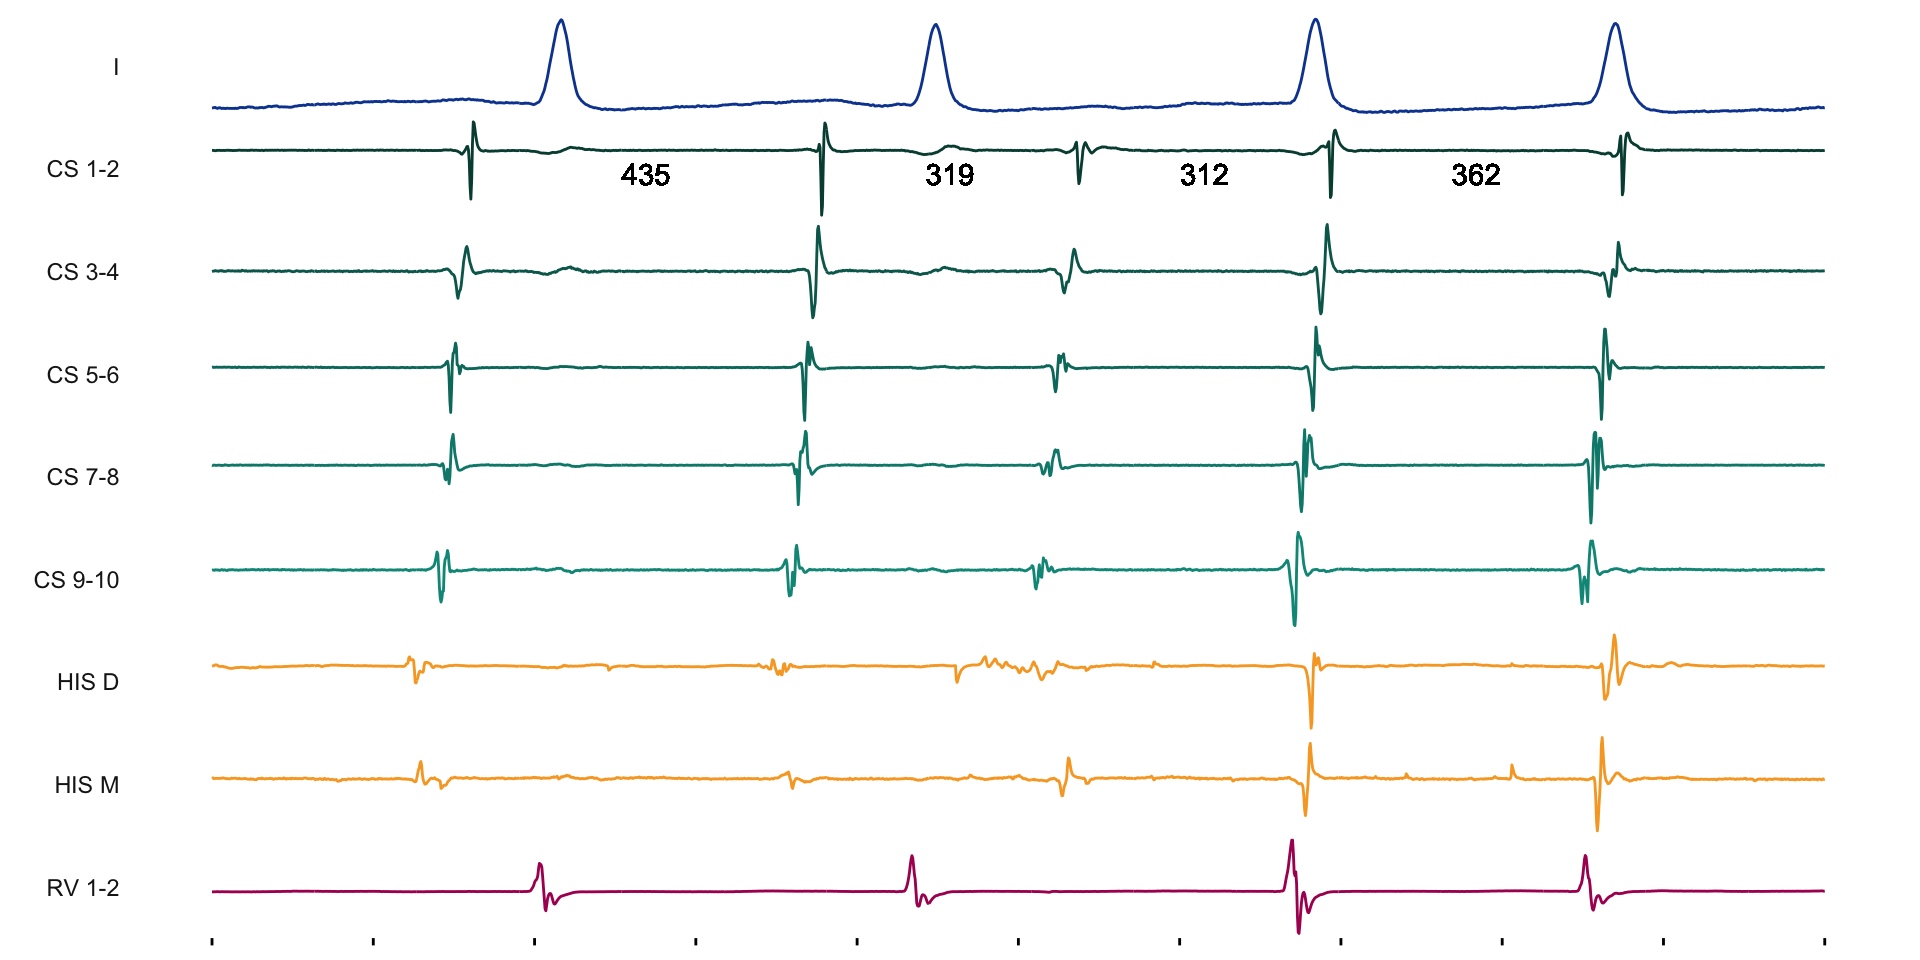 I
CS 1-2
435 319 312 362
CS 3-4
CS 5-6
CS 7-8
CS 9-10
HIS D
HIS M
RV 1-2